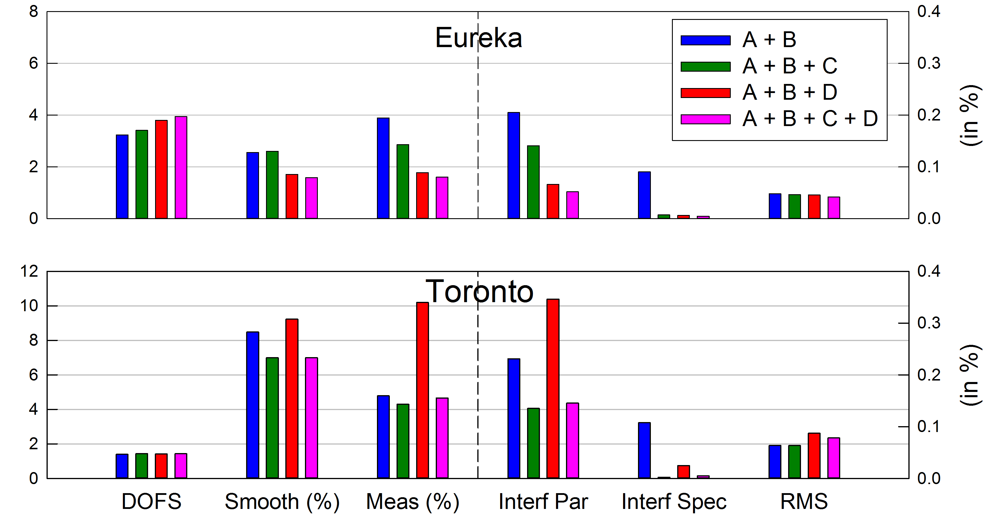 8
6
4
2
0
Eureka
A + B
A + B + C
A + B + D
A + B + C + D
0.4
0.3
0.2
0.1
0.0
(in %)
12
10
8
6
4
2
0
Toronto
0.4
0.3
0.2
0.1
0.0
(in %)
DOFS
Smooth (%)
Meas (%)
Interf Par
Interf Spec
RMS